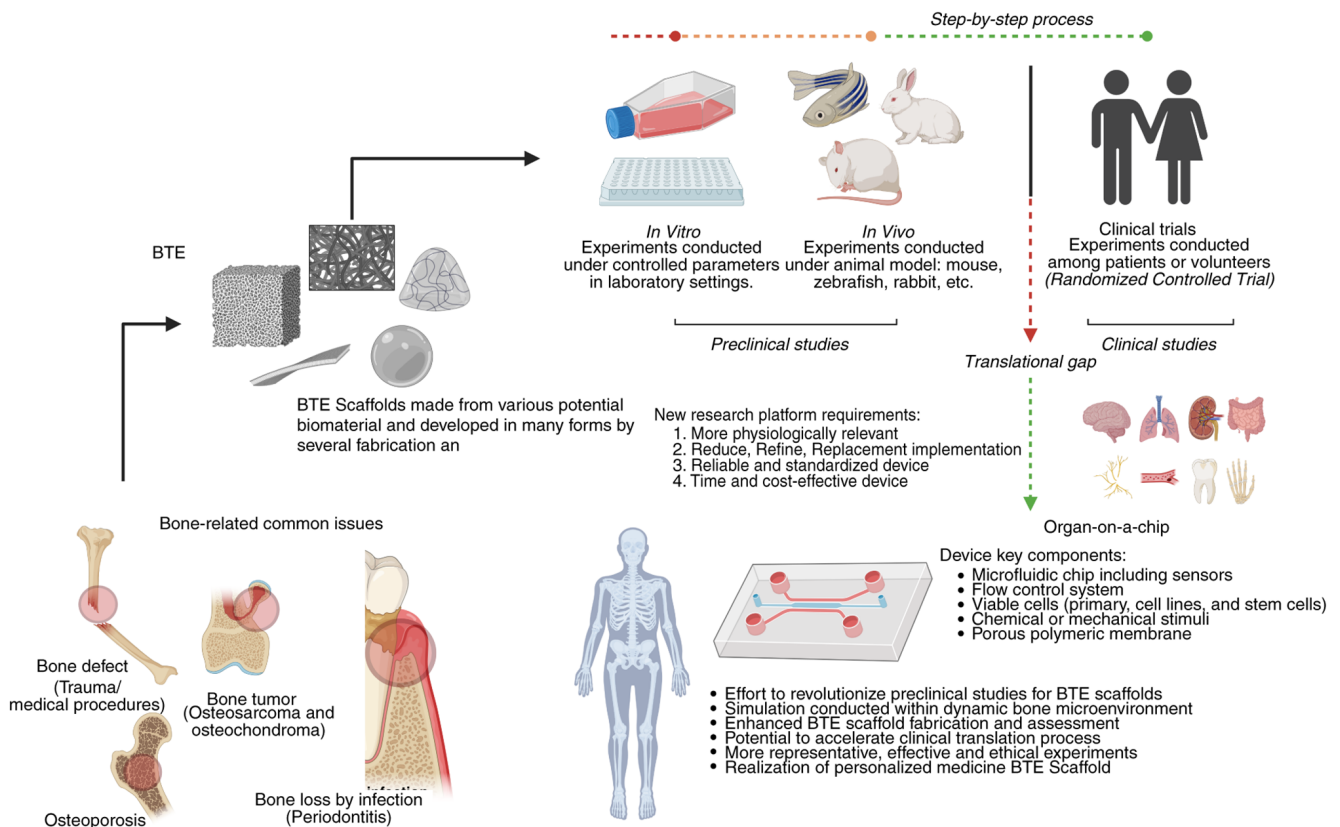 Step-by-step process
BTE
In Vitro
Experiments conducted
under controlled parameters
in laboratory settings.
In Vivo
Experiments conducted
under animal model: mouse,
zebrafish, rabbit, etc.
Clinical trials
Experiments conducted
among patients or volunteers
(Randomized Controlled Trial)
Preclinical studies
Translational gap
Clinical studies
BTE Scaffolds made from various potential
biomaterial and developed in many forms by
several fabrication an
New research platform requirements:
1. More physiologically relevant
2. Reduce, Refine, Replacement implementation
3. Reliable and standardized device
4. Time and cost-effective device
Bone-related common issues
Bone defect
(Trauma/
medical procedures)
Bone tumor
(Osteosarcoma and
osteochondroma)
Osteoporosis
Bone loss by infection
(Periodontitis)
Organ-on-a-chip
Device key components:
• Microfluidic chip including sensors
• Flow control system
• Viable cells (primary, cell lines, and stem cells)
• Chemical or mechanical stimuli
• Porous polymeric membrane
• Effort to revolutionize preclinical studies for BTE scaffolds
• Simulation conducted within dynamic bone microenvironment
• Enhanced BTE scaffold fabrication and assessment
• Potential to accelerate clinical translation process
• More representative, effective and ethical experiments
• Realization of personalized medicine BTE Scaffold